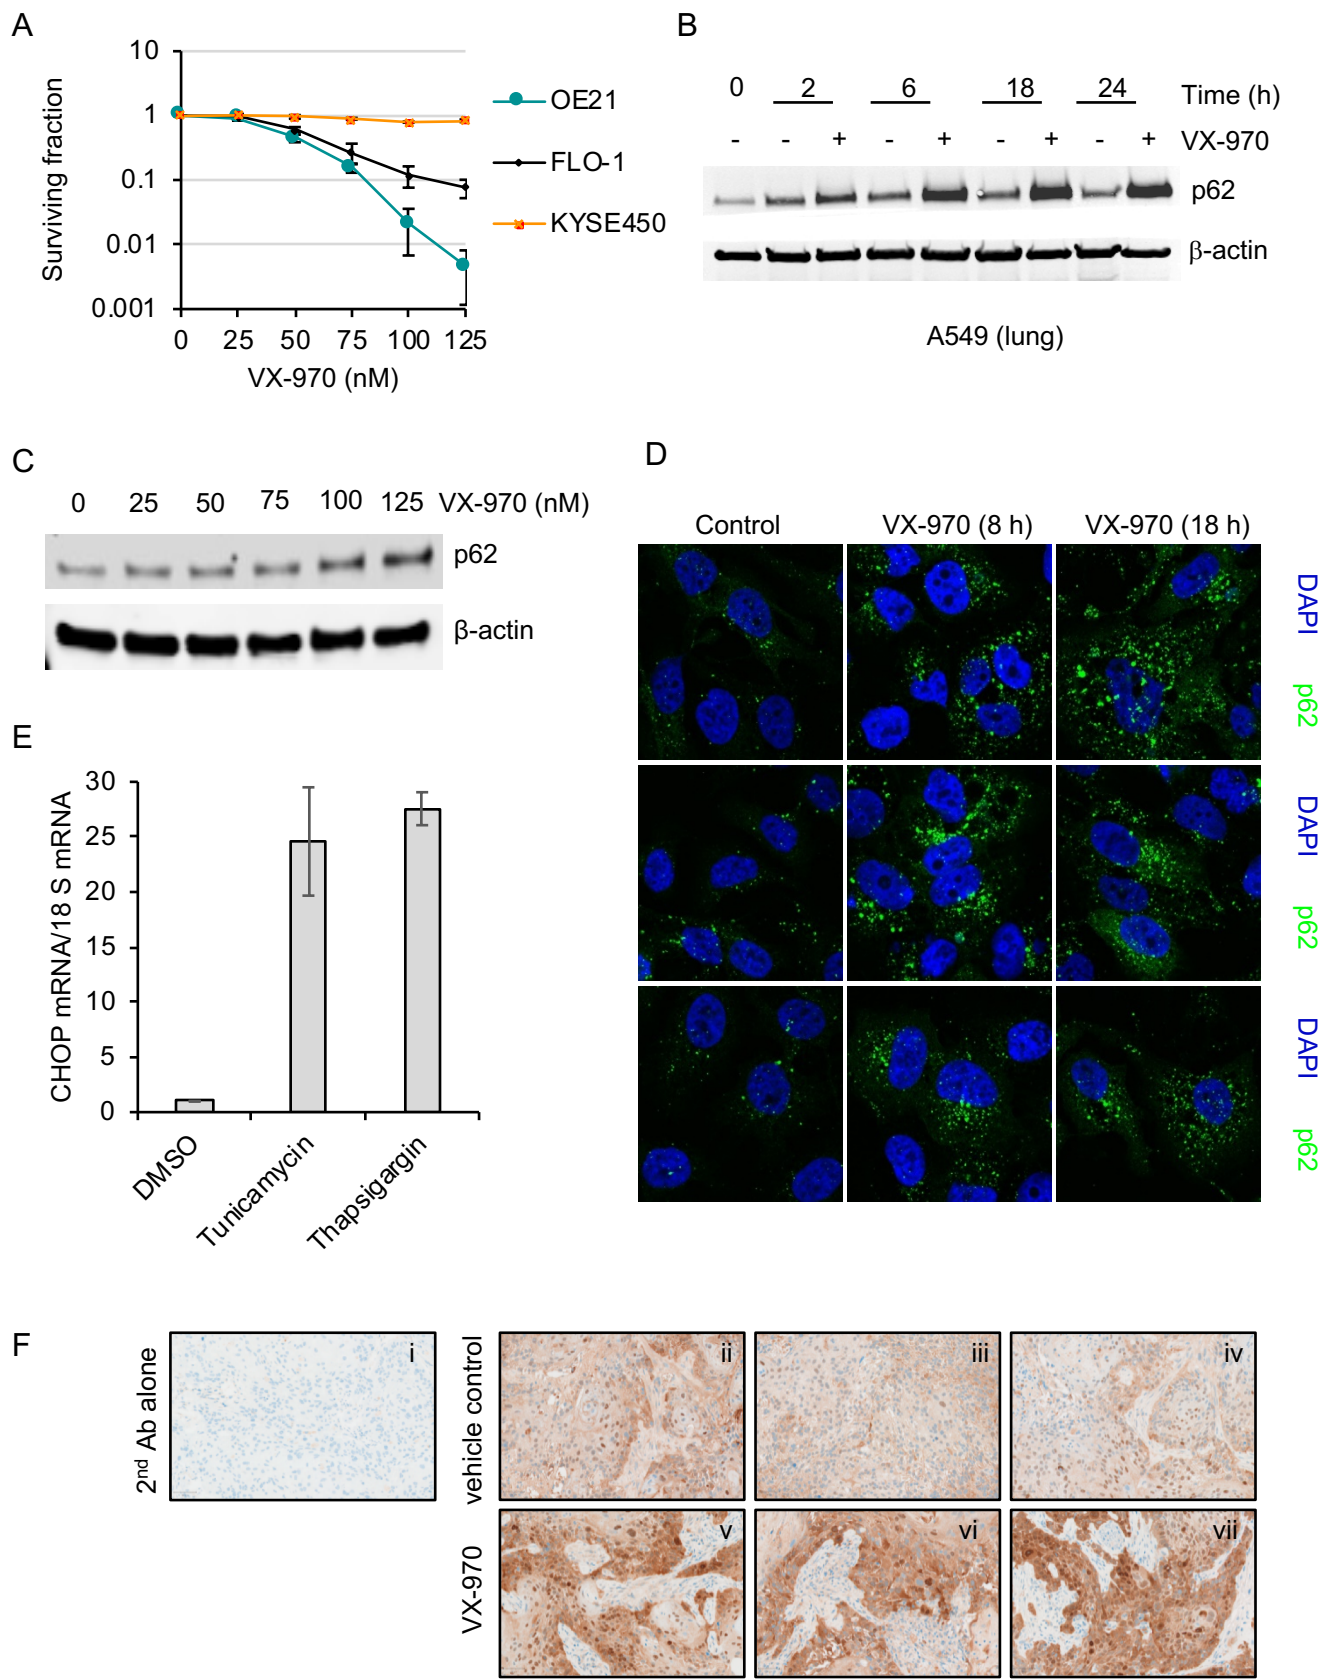 A
10
1
0.1
0.01
0.001
Surviving fraction
0 25 50 75 100 125
VX-970 (nM)
OE21
FLO-1
KYSE450
B
0 2 6 18 24 Time (h)
- - + - + - + - + VX-970
p62
β-actin
A549 (lung)
C
0 25 50 75 100 125 VX-970 (nM)
p62
β-actin
D
Control VX-970 (8 h) VX-970 (18 h)
DAPI p62
DAPI p62
DAPI p62
E
30
25
20
15
10
5
0
CHOP mRNA/18 S mRNA
DMSO
Tunicamycin
Thapsigargin
F
2nd Ab alone
i
vehicle control
ii
iii
iv
VX-970
v
vi
vii